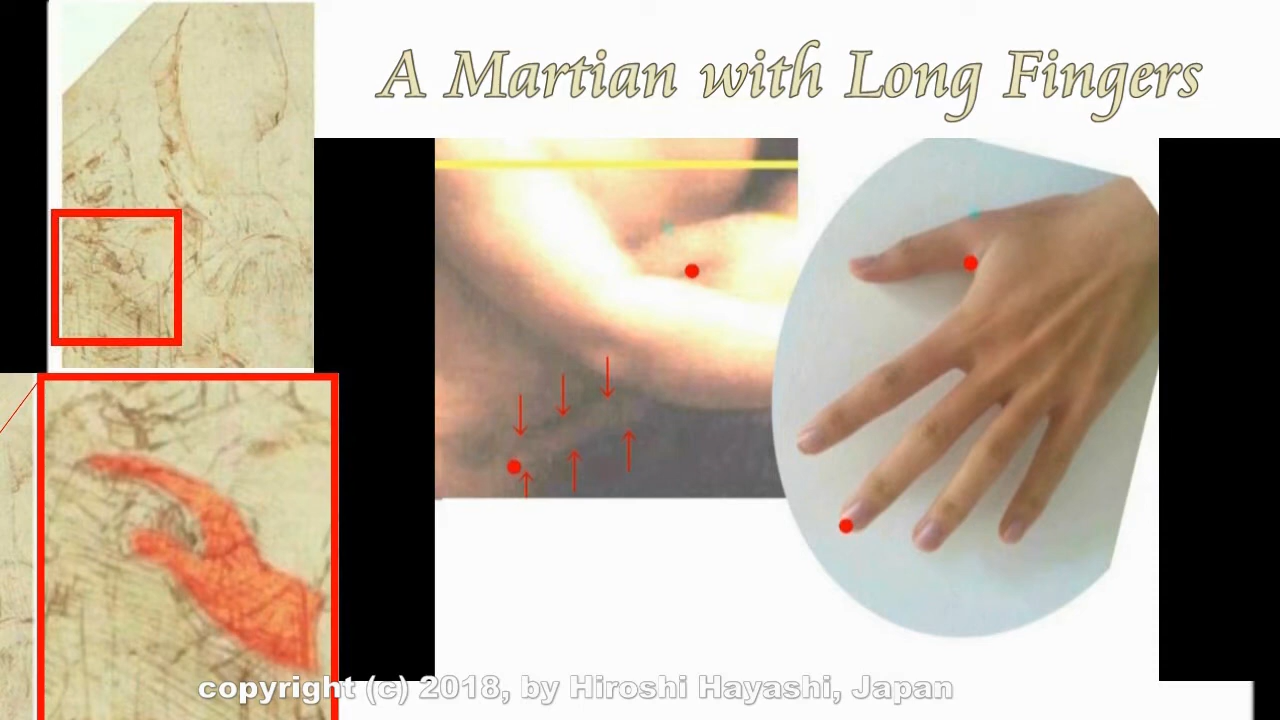 A Martian with Long Fingers
copyright (c) 2018, by Hiroshi Hayashi, Japan